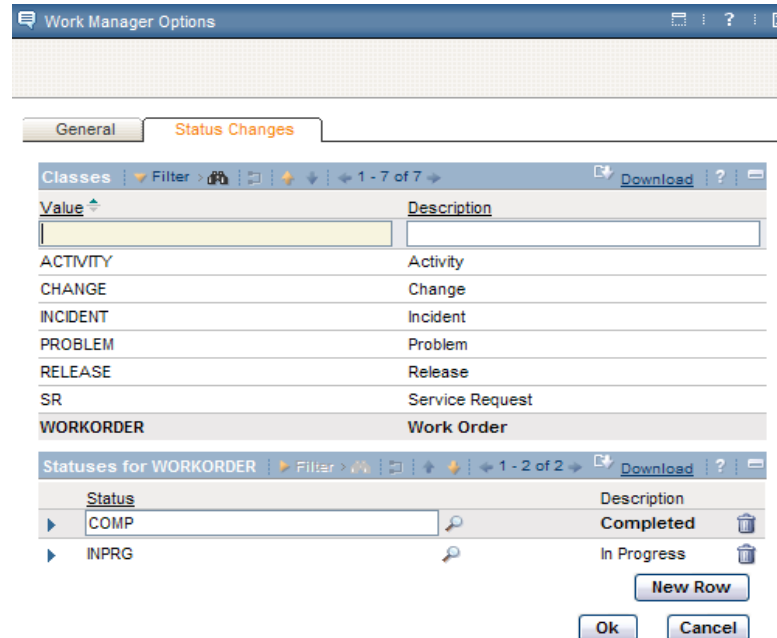 Work Manager Options ?
General Status Changes
Classes Filter 1 - 7 of 7 Download ?
Value Description
ACTIVITY Activity
CHANGE Change
INCIDENT Incident
PROBLEM Problem
RELEASE Release
SR Service Request
WORKORDER Work Order
Statuses for WORKORDER Filter 1 - 2 of 2 Download ?
Status Description
COMP Completed
INPRG In Progress
New Row
Ok Cancel